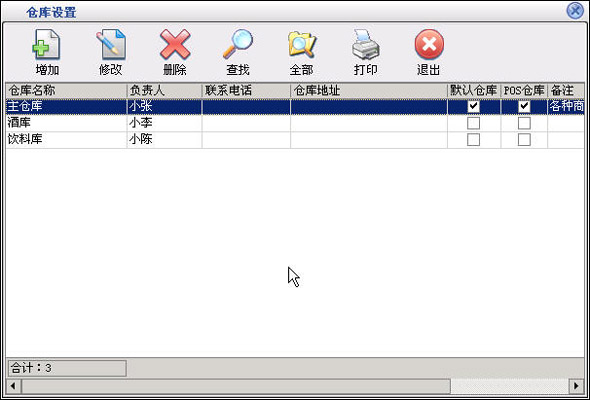 仓库设置
增加 修改 删除 查找 全部 打印 退出
仓库名称 负责人 联系电话 仓库地址 默认仓库 POS仓库 备注
主仓库 小张 各种商
酒库 小李
饮料库 小陈
合计：3